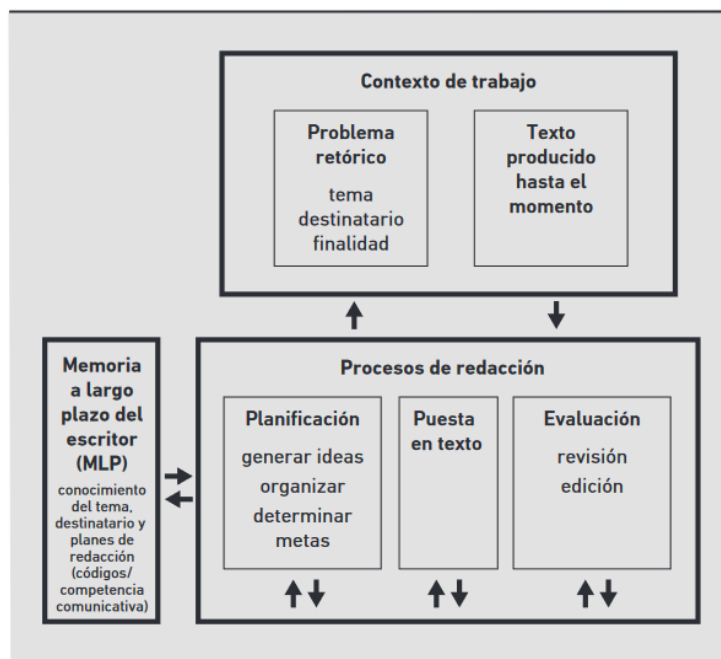 Contexto de trabajo
Problema
retórico
tema
destinatario
finalidad
Texto
producido
hasta el
momento
Memoria
a largo
plazo del
escritor
(MLP)
conocimiento
del tema,
destinatario y
planes de
redacción
(códigos/
competencia
comunicativa)
Procesos de redacción
Planificación
generar ideas
organizar
determinar
metas
Puesta
en texto
Evaluación
revisión
edición